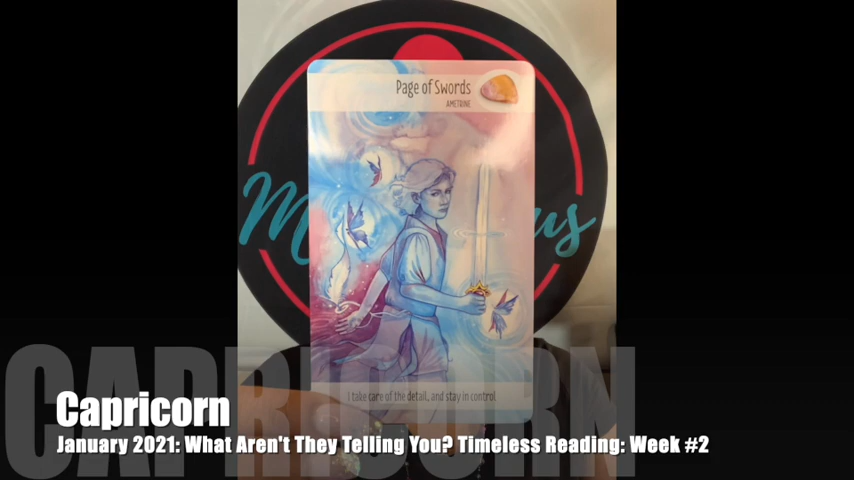 Page of Swords
AMETRINE
I take care of the detail, and stay in control
CAPRICORN
Capricorn
January 2021: What Aren't They Telling You? Timeless Reading: Week #2